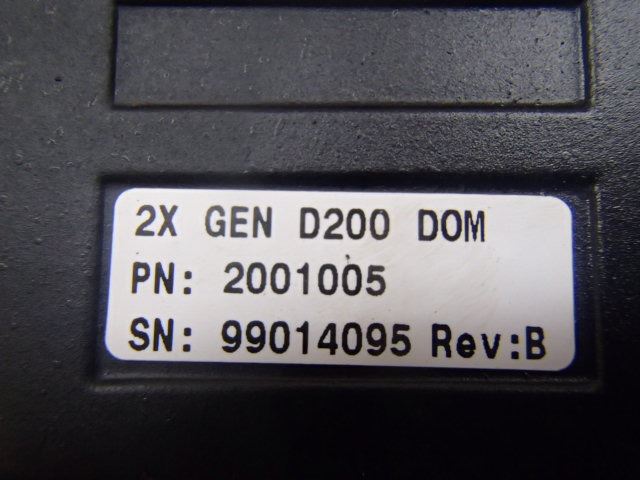 2X GEN D200 DOM
PN: 2001005
SN: 99014095 Rev:B